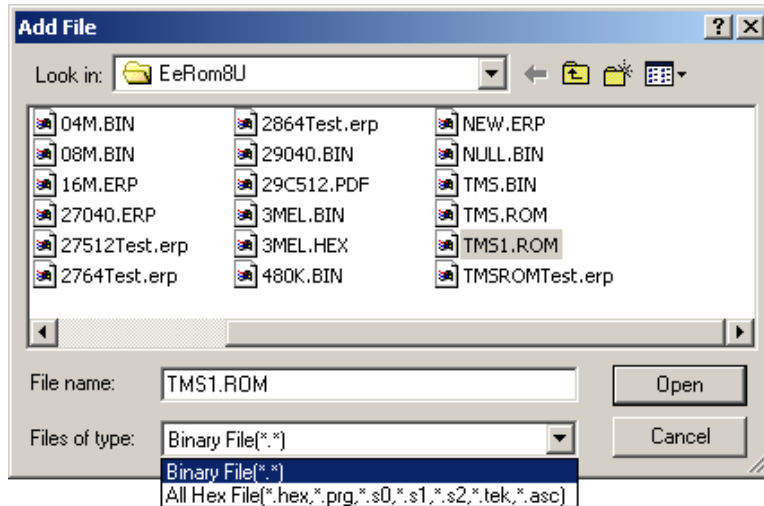 Add File
Look in: EeRom8U
04M.BIN 2864Test.erp NEW.ERP
08M.BIN 29040.BIN NULL.BIN
16M.ERP 29C512.PDF TMS.BIN
27040.ERP 3MEL.BIN TMS.ROM
27512Test.erp 3MEL.HEX TMS1.ROM
2764Test.erp 480K.BIN TMSROMTest.erp
File name: TMS1.ROM Open
Files of type: Binary File(*.*) Cancel
Binary File(*.*)
All Hex File(*.hex,*.prg,*.s0,*.s1,*.s2,*.tek,*.asc)